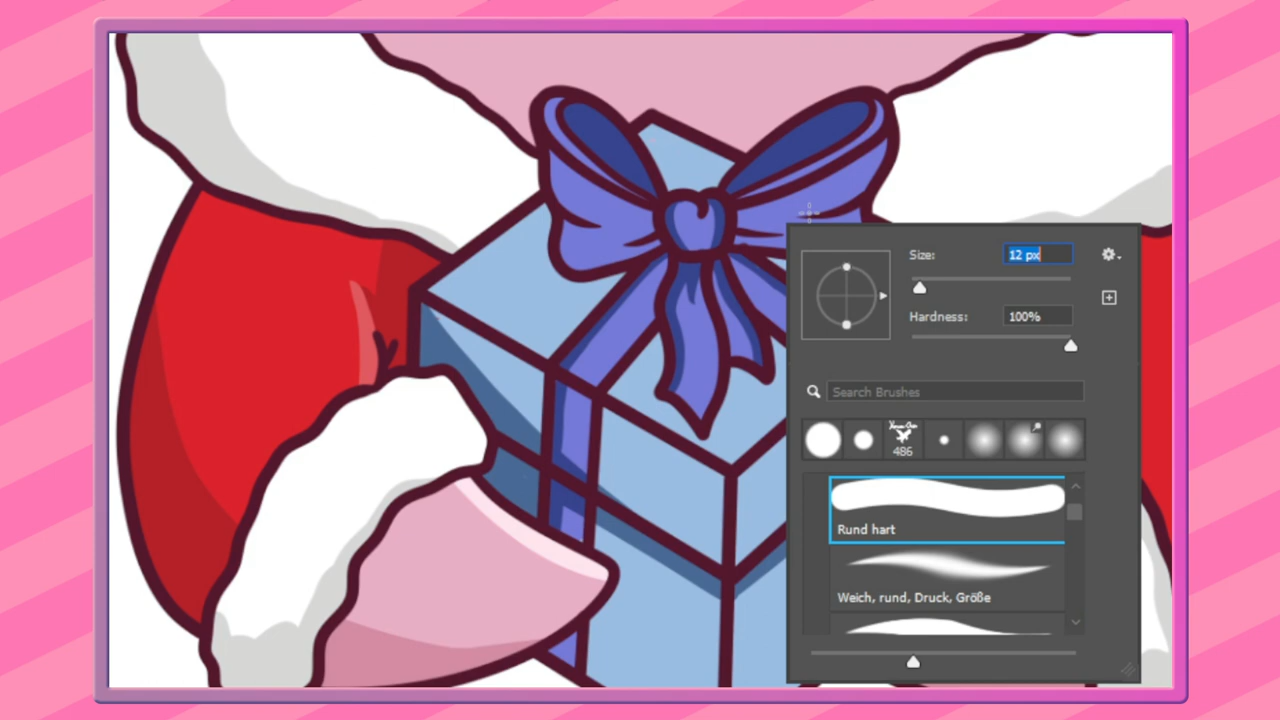 Size:
12 px
Hardness:
100%
Search Brushes
486
Rund hart
Weich, rund, Druck, Größe